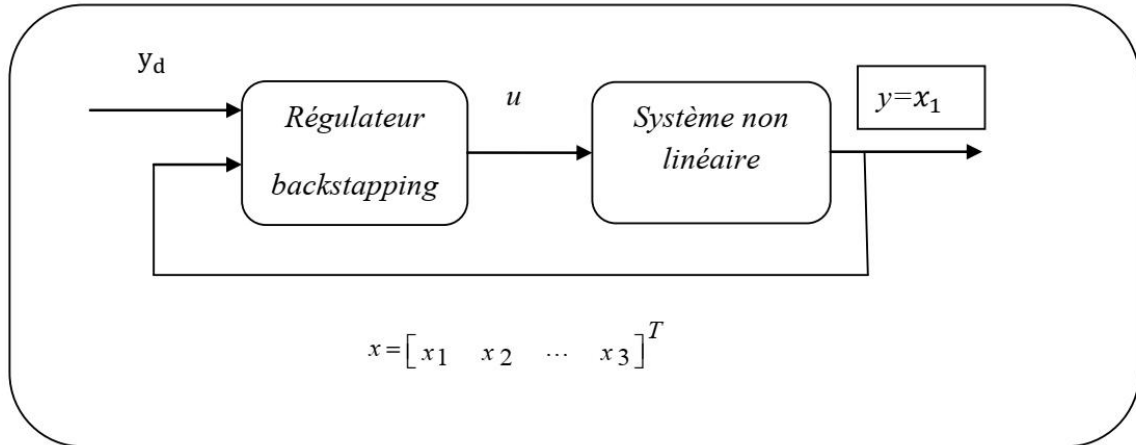 y_d
Régulateur
backstapping
u
Système non
linéaire
y=x_1
x=[x_1 x_2 ... x_3]^T